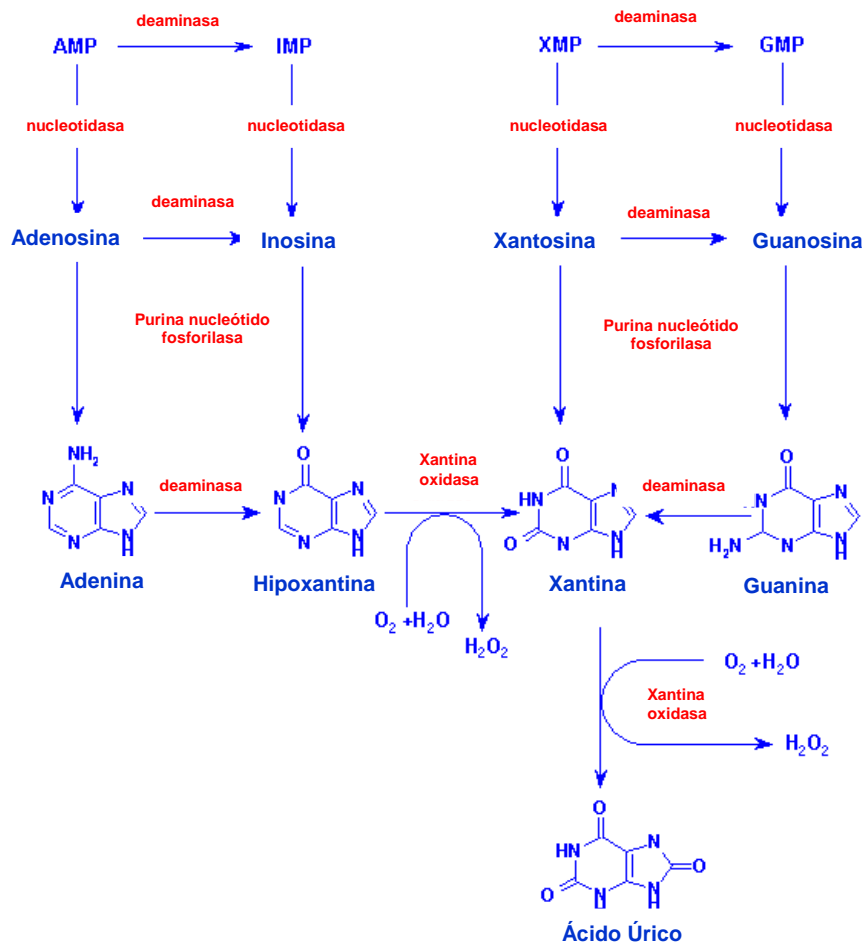 deaminasa
deaminasa
AMP
IMP
XMP
GMP
nucleotidasa
nucleotidasa
nucleotidasa
nucleotidasa
deaminasa
deaminasa
Adenosina
Inosina
Xantosina
Guanosina
Purina nucleótido
fosforilasa
Purina nucleótido
fosforilasa
NH₂
N
N
N
N
H
Adenina
deaminasa
O
N
N
N
N
H
Hipoxantina
Xantina
oxidasa
O₂ +H₂O
H₂O₂
O
HN
N
O
N
H
N
H
Xantina
deaminasa
O
N
N
H₂N
N
H
N
H
Guanina
O₂ +H₂O
Xantina
oxidasa
H₂O₂
O
HN
N
O
O
N
H
N
H
Ácido Úrico